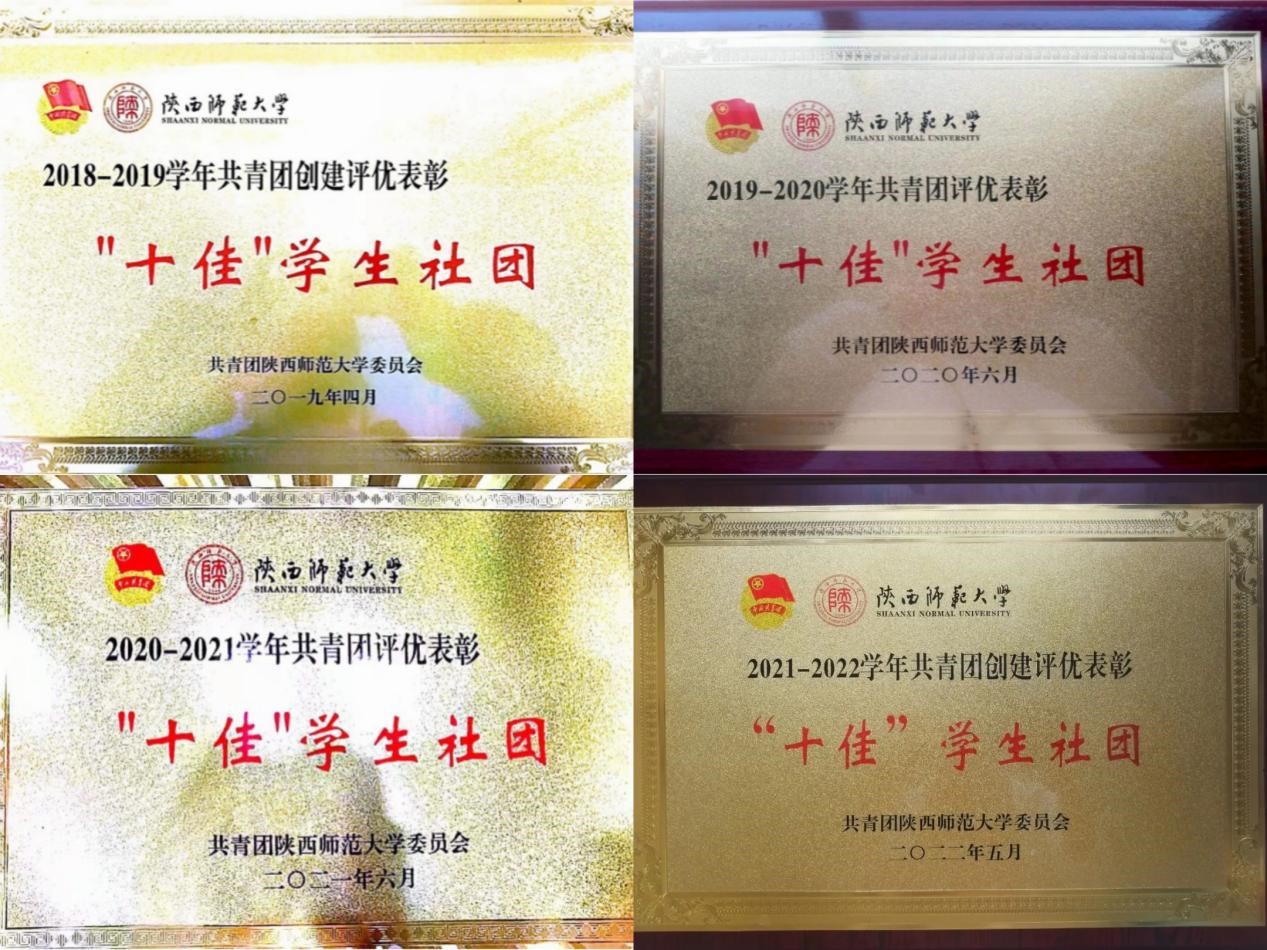 陕西师范大学
SHAANXI NORMAL UNIVERSITY
2018-2019学年共青团创建评优表彰
"十佳"学生社团
共青团陕西师范大学委员会
二〇一九年四月
陕西师范大学
SHAANXI NORMAL UNIVERSITY
2019-2020学年共青团评优表彰
"十佳"学生社团
共青团陕西师范大学委员会
二〇二〇年六月
陕西师范大学
SHAANXI NORMAL UNIVERSITY
2020-2021学年共青团评优表彰
"十佳"学生社团
共青团陕西师范大学委员会
二〇二一年六月
陕西师范大学
SHAANXI NORMAL UNIVERSITY
2021-2022学年共青团创建评优表彰
“十佳”学生社团
共青团陕西师范大学委员会
二〇二二年五月